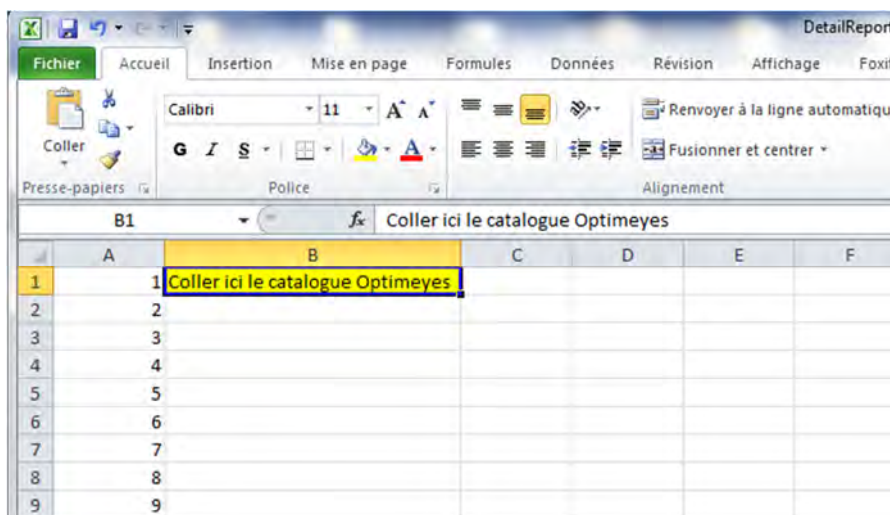 DetailRepor
Fichier Accueil Insertion Mise en page Formules Données Révision Affichage Foxi
Coller
Calibri 11 A A
Renvoyer à la ligne automatiqu
G I S A
Fusionner et centrer
Presse-papiers Police Alignement
B1 fx Coller ici le catalogue Optimeyes
A B C D E F
1 1 Coller ici le catalogue Optimeyes
2 2
3 3
4 4
5 5
6 6
7 7
8 8
9 9